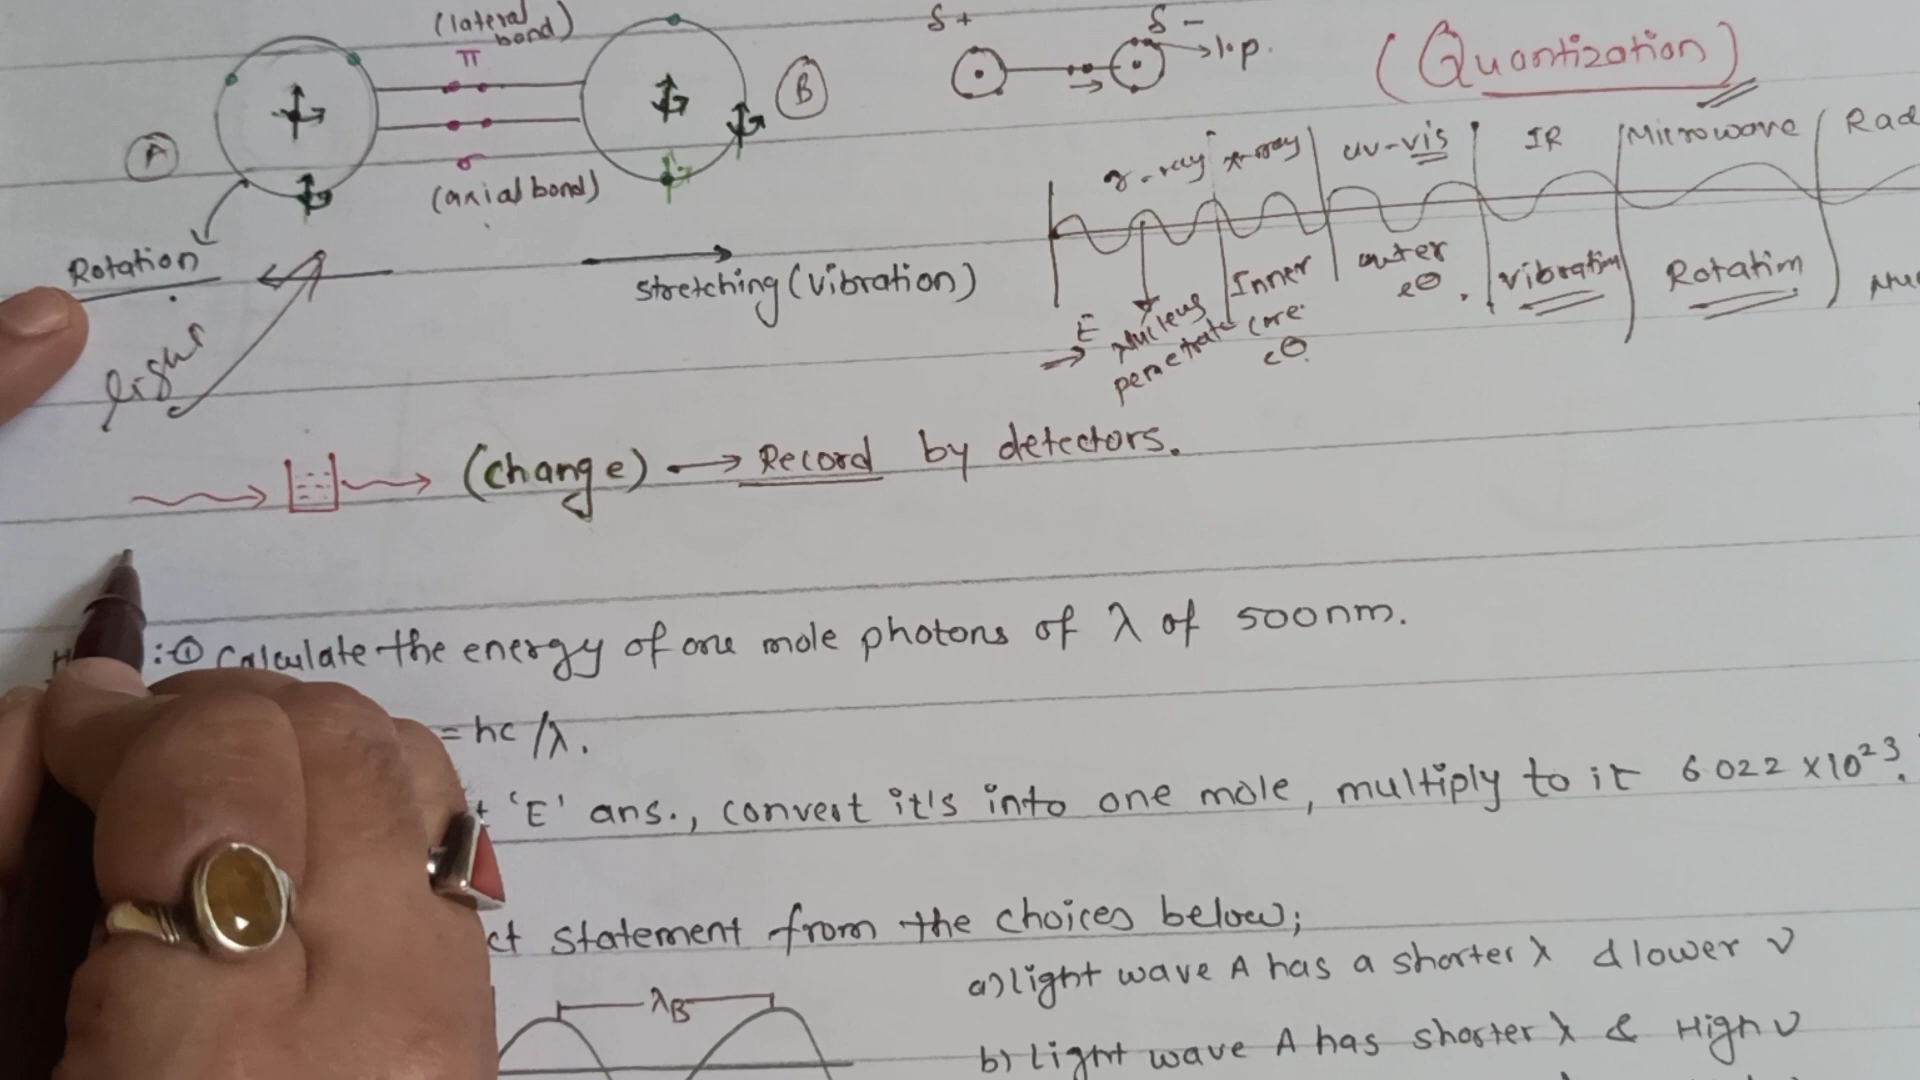 (lateral bond)
π
δ+ δ-
l.p.
(Quantization)
A
B
γ-ray x-ray uv-vis IR Microwave Rad
σ
(axial bond)
Rotation
stretching (vibration)
E Nucleus penetrate Inner core e⊖ outer e⊖. vibration Rotation Nuc
light
(change) → Record by detectors.
:-① Calculate the energy of one mole photons of λ of 500nm.
= hc/λ.
t 'E' ans., convert it's into one mole, multiply to it 6.022 x10²³.
ct statement from the choices below;
a) light wave A has a shorter λ & lower ν
λB
b) Light wave A has shorter λ & High ν